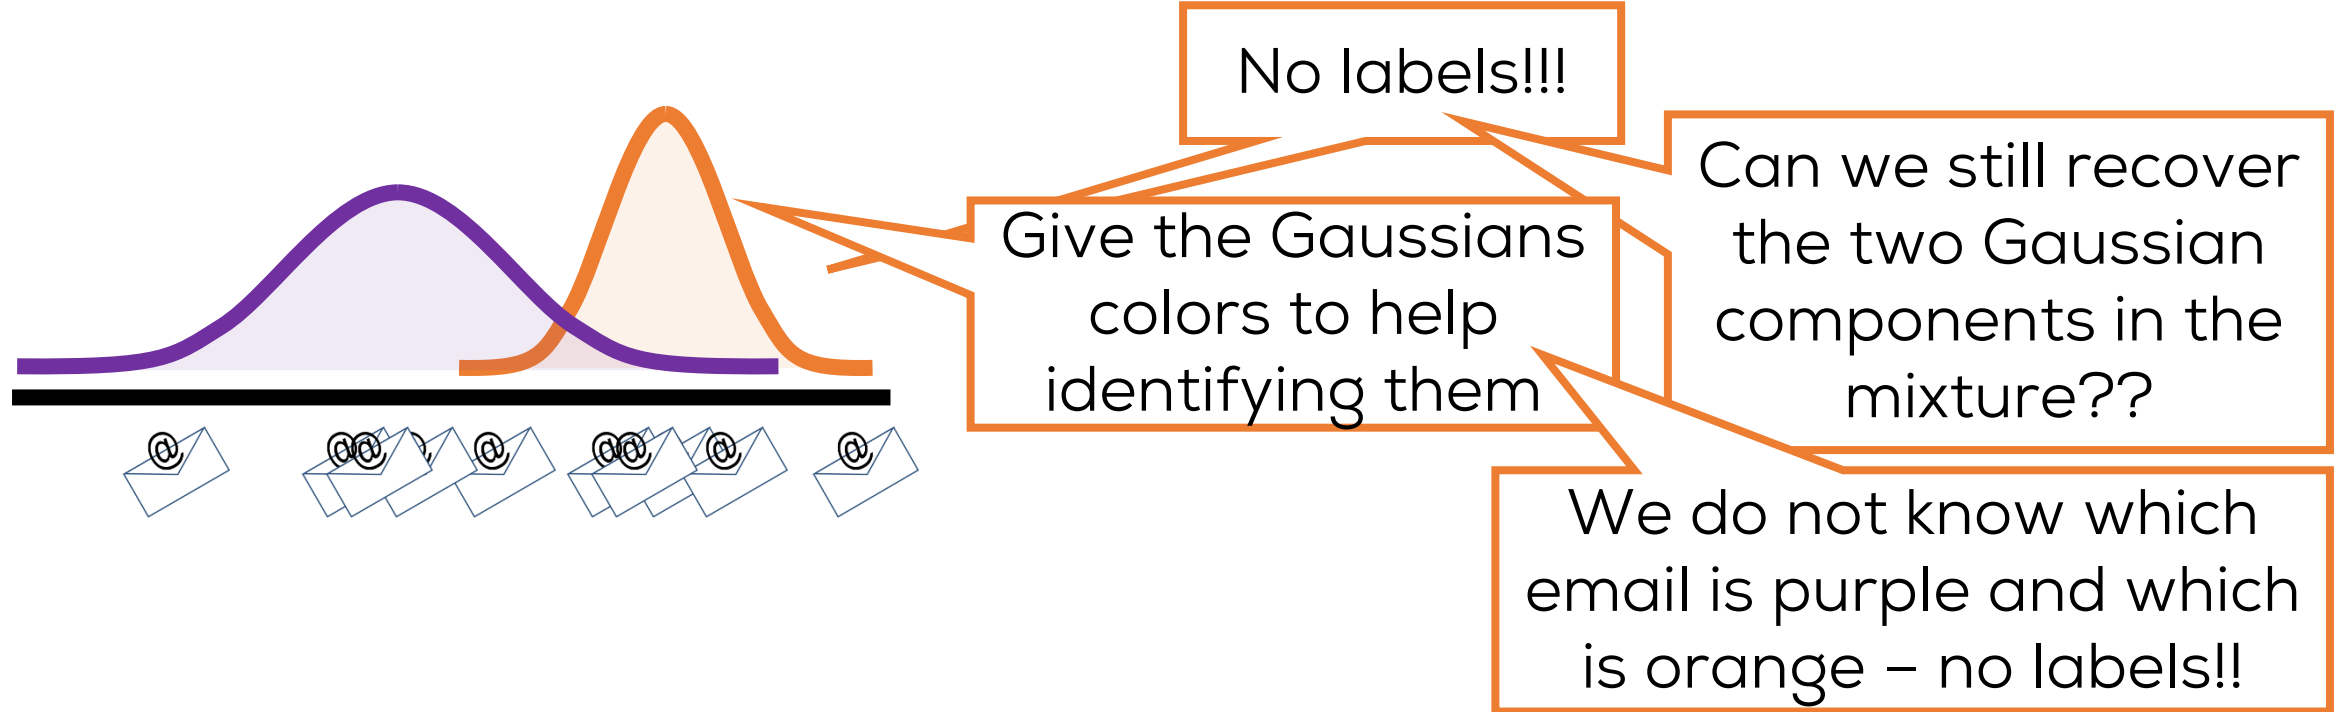 No labels!!!
Give the Gaussians
colors to help
identifying them
Can we still recover
the two Gaussian
components in the
mixture??
We do not know which
email is purple and which
is orange – no labels!!
@ @ @ @ @ @ @ @